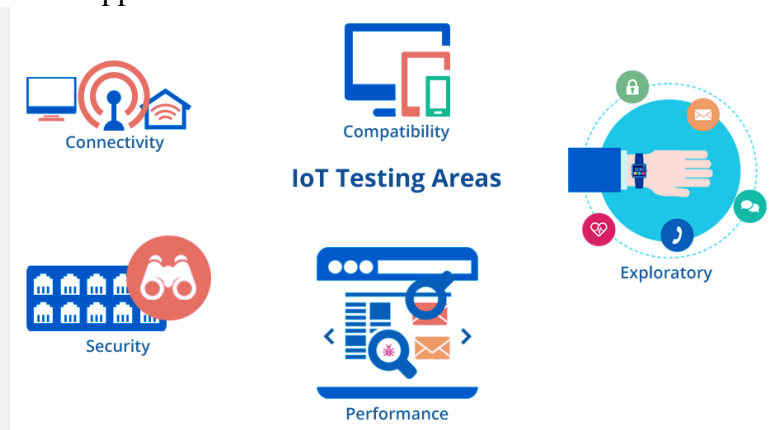 Compatibility
Connectivity
IoT Testing Areas
Exploratory
Security
Performance